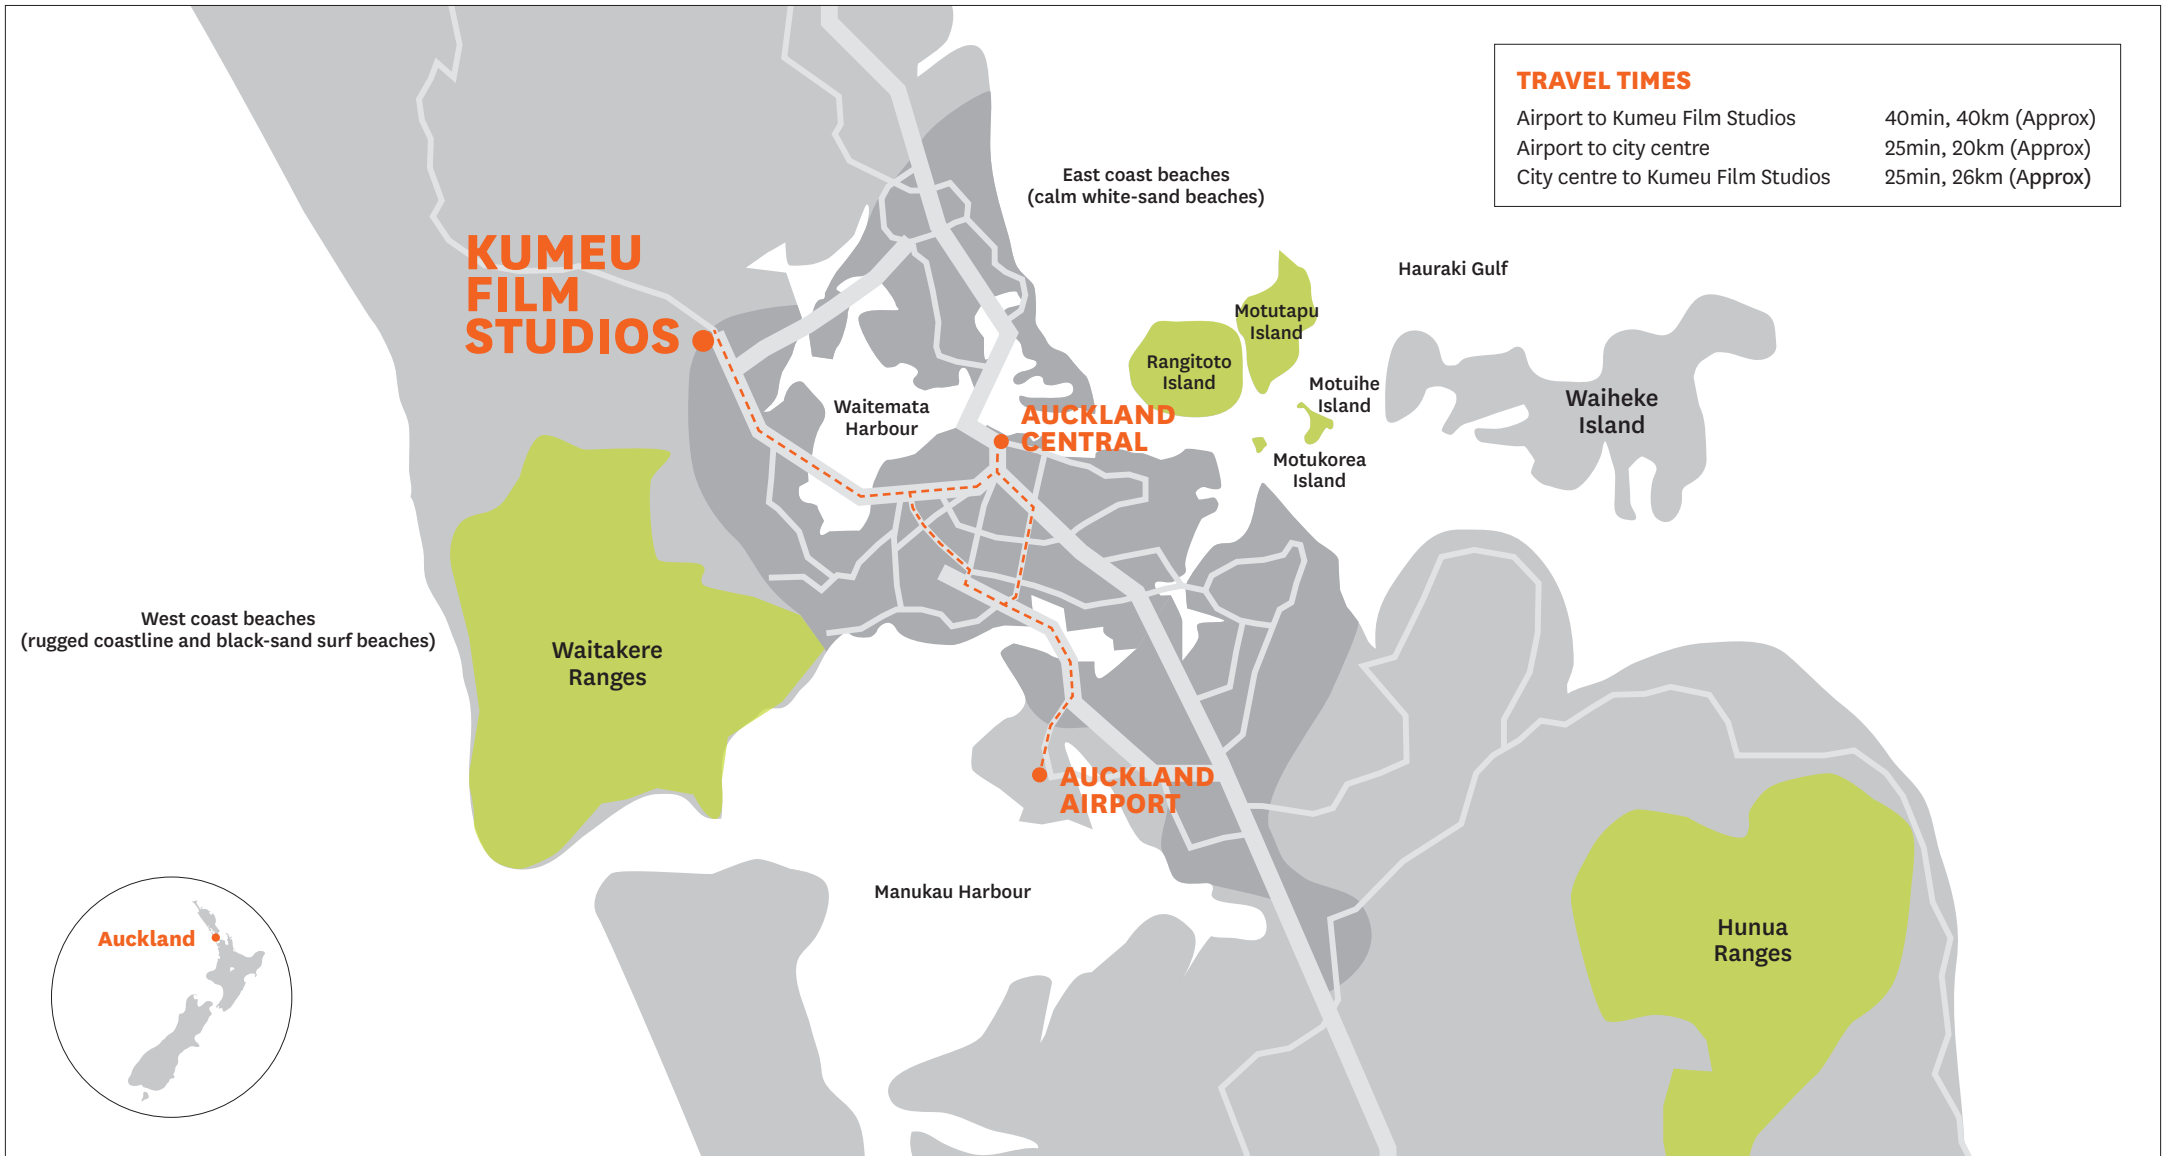 TRAVEL TIMES
Airport to Kumeu Film Studios 40min, 40km (Approx)
Airport to city centre 25min, 20km (Approx)
City centre to Kumeu Film Studios 25min, 26km (Approx)
East coast beaches
(calm white-sand beaches)
KUMEU
FILM
STUDIOS
Hauraki Gulf
Motutapu
Island
Rangitoto
Island
Motuihe
Island
Waiheke
Island
Waitemata
Harbour
AUCKLAND
CENTRAL
Motukorea
Island
West coast beaches
(rugged coastline and black-sand surf beaches)
Waitakere
Ranges
AUCKLAND
AIRPORT
Manukau Harbour
Auckland
Hunua
Ranges